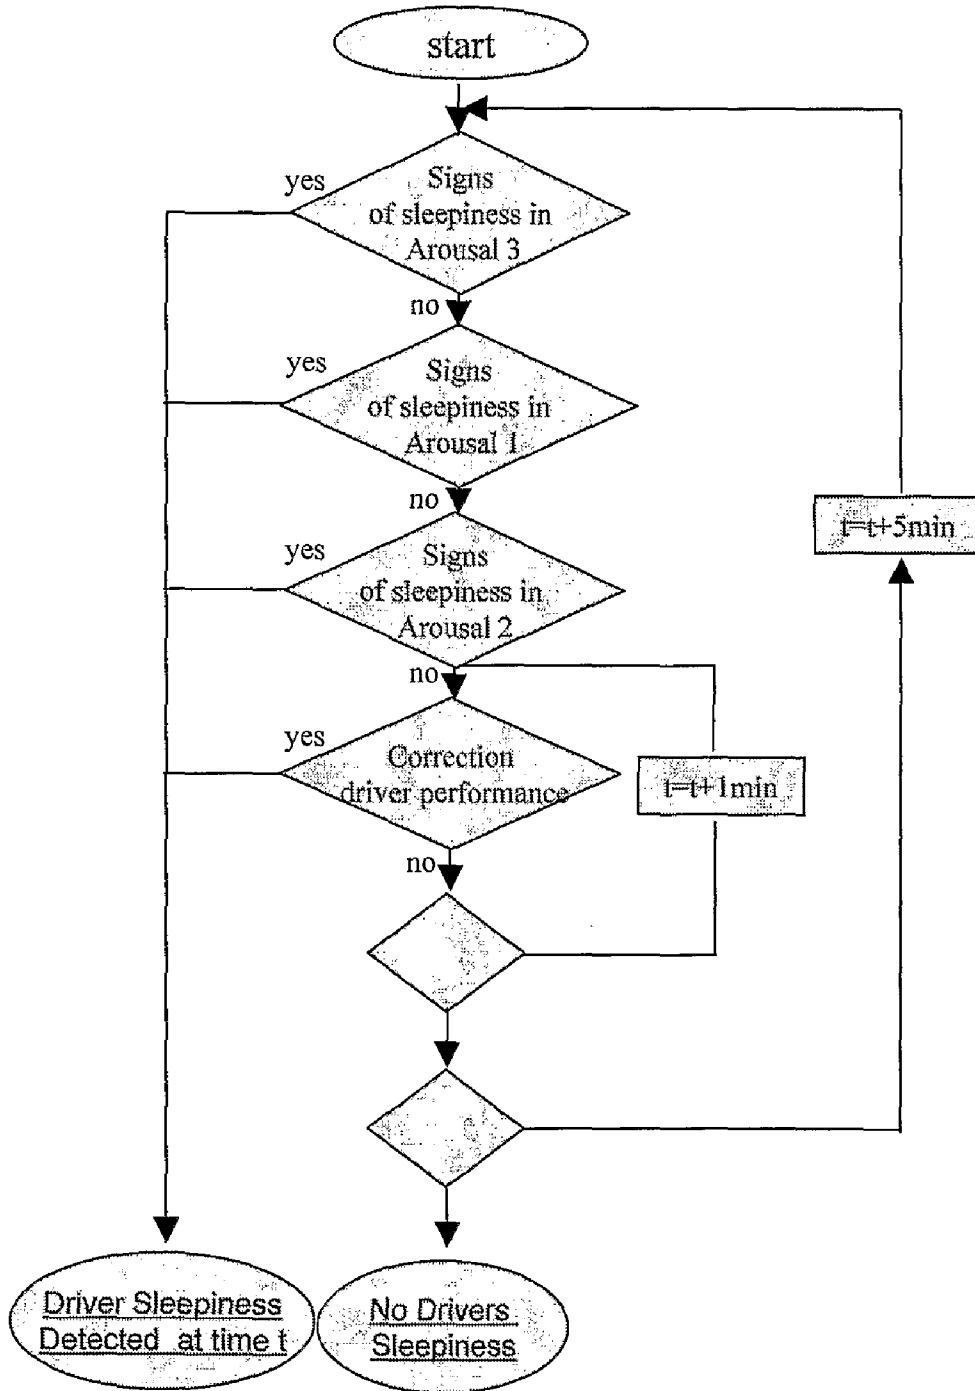 start
yes
Signs
of sleepiness in
Arousal 3
no
yes
Signs
of sleepiness in
Arousal 1
no
t=t+5min
yes
Signs
of sleepiness in
Arousal 2
no
yes
Correction
driver performance
t=t+1min
no
Driver Sleepiness
Detected at time t
No Drivers
Sleepiness